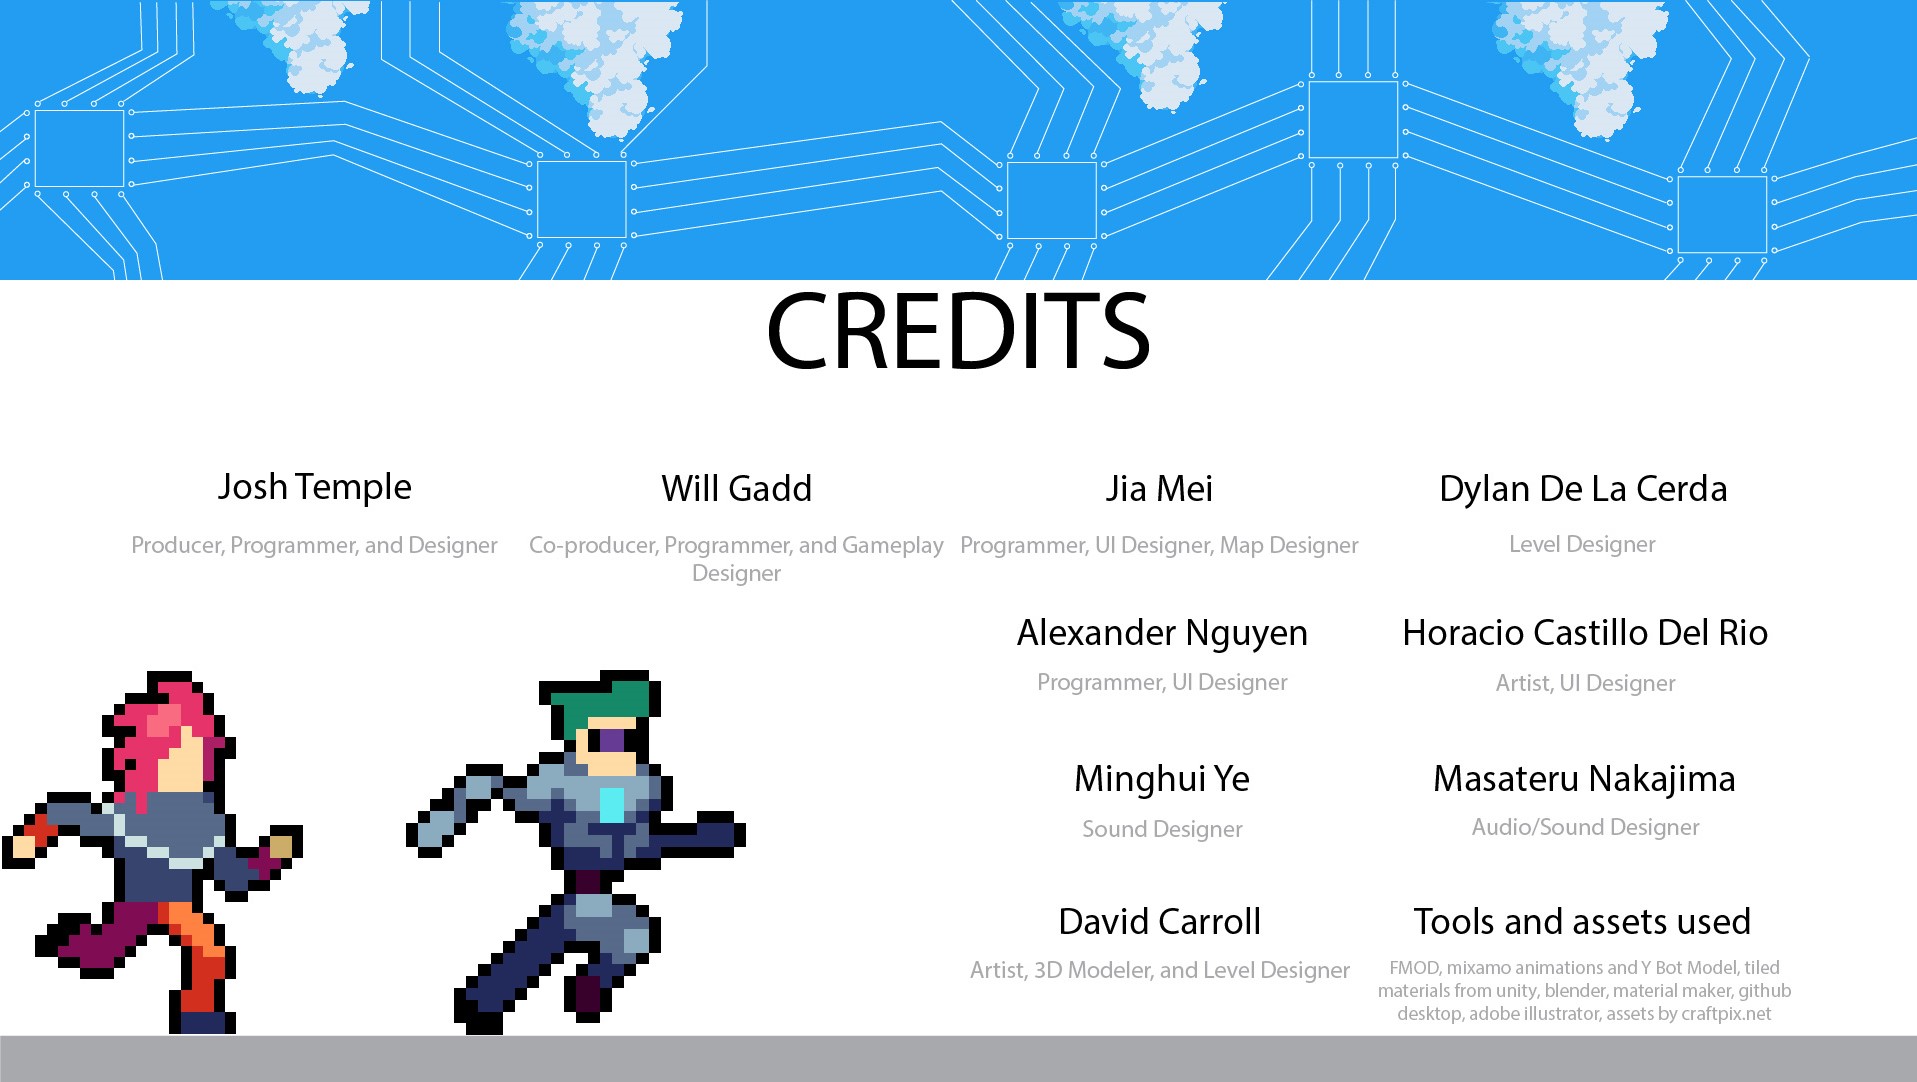 CREDITS
Josh Temple
Producer, Programmer, and Designer
Will Gadd
Co-producer, Programmer, and Gameplay
Designer
Jia Mei
Programmer, UI Designer, Map Designer
Dylan De La Cerda
Level Designer
Alexander Nguyen
Programmer, UI Designer
Horacio Castillo Del Rio
Artist, UI Designer
Minghui Ye
Sound Designer
Masateru Nakajima
Audio/Sound Designer
David Carroll
Artist, 3D Modeler, and Level Designer
Tools and assets used
FMOD, mixamo animations and Y Bot Model, tiled
materials from unity, blender, material maker, github
desktop, adobe illustrator, assets by craftpix.net